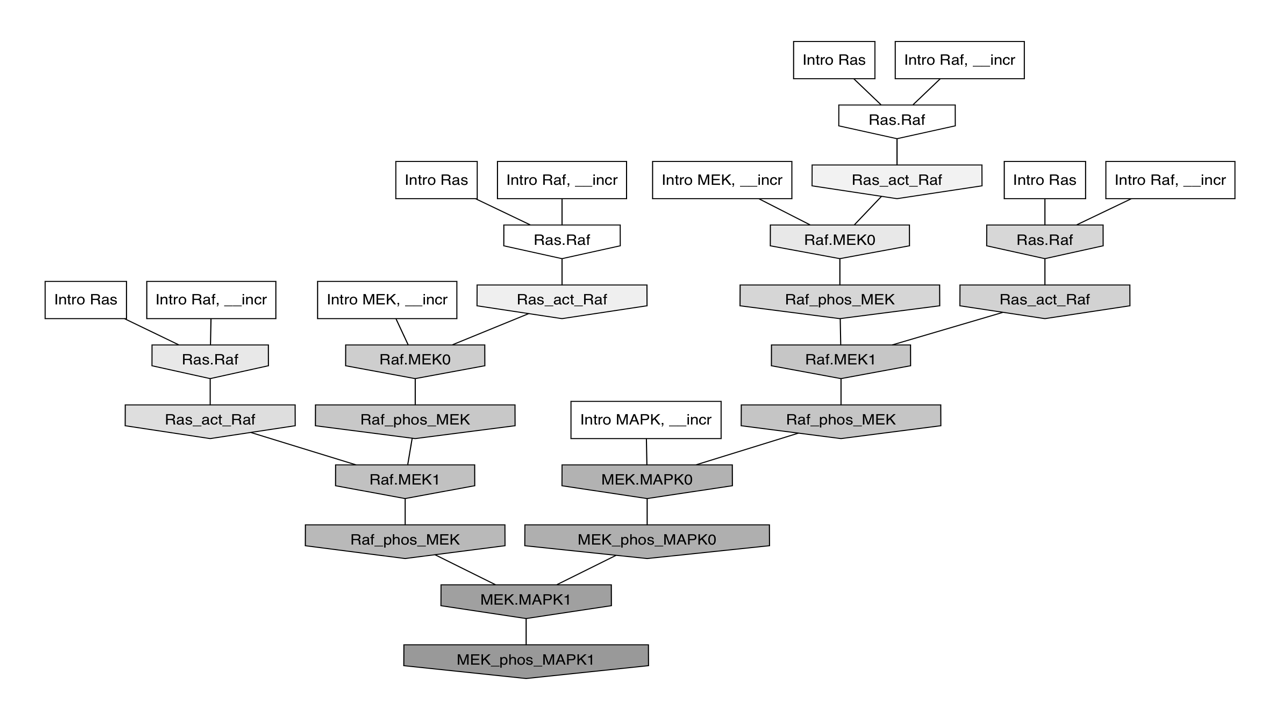 Intro Ras
Intro Raf, __incr
Ras.Raf
Intro Ras
Intro Raf, __incr
Intro MEK, __incr
Ras_act_Raf
Intro Ras
Intro Raf, __incr
Ras.Raf
Raf.MEK0
Ras.Raf
Intro Ras
Intro Raf, __incr
Intro MEK, __incr
Ras_act_Raf
Raf_phos_MEK
Ras_act_Raf
Ras.Raf
Raf.MEK0
Raf.MEK1
Ras_act_Raf
Raf_phos_MEK
Intro MAPK, __incr
Raf_phos_MEK
Raf.MEK1
MEK.MAPK0
Raf_phos_MEK
MEK_phos_MAPK0
MEK.MAPK1
MEK_phos_MAPK1